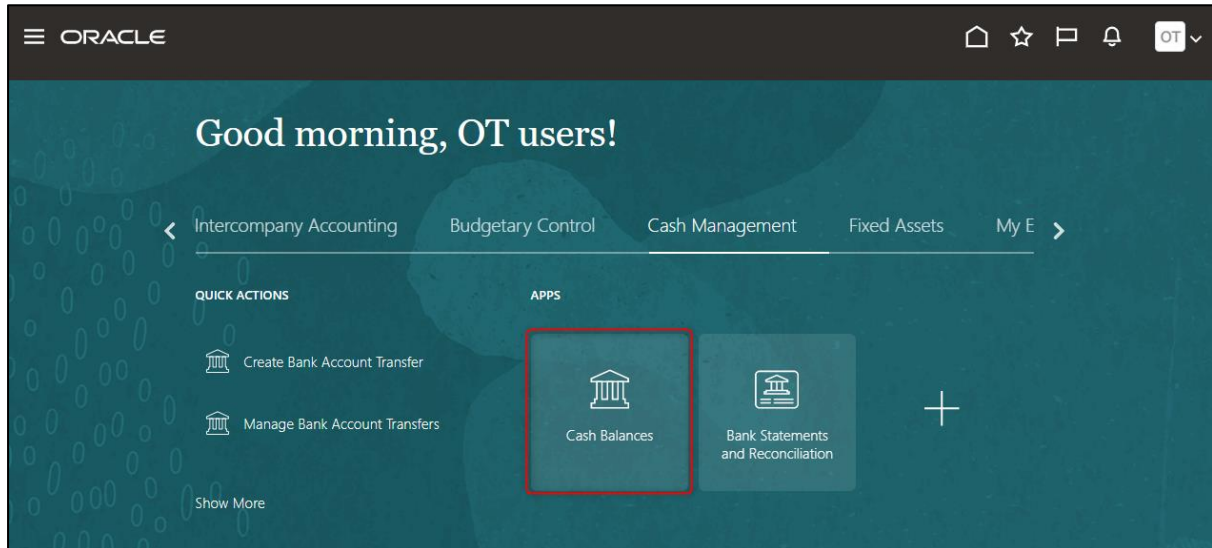 ORACLE
OT
Good morning, OT users!
Intercompany Accounting Budgetary Control Cash Management Fixed Assets My E
QUICK ACTIONS
APPS
Create Bank Account Transfer
Manage Bank Account Transfers
Show More
Cash Balances
Bank Statements
and Reconciliation